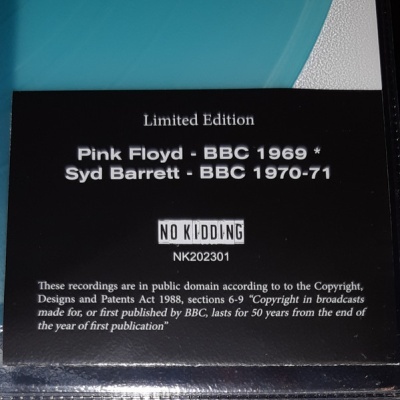 Limited Edition
Pink Floyd - BBC 1969 *
Syd Barrett - BBC 1970-71
NO KIDDING
NK202301
These recordings are in public domain according to to the Copyright,
Designs and Patents Act 1988, sections 6-9 "Copyright in broadcasts
made for, or first published by BBC, lasts for 50 years from the end of
the year of first publication"